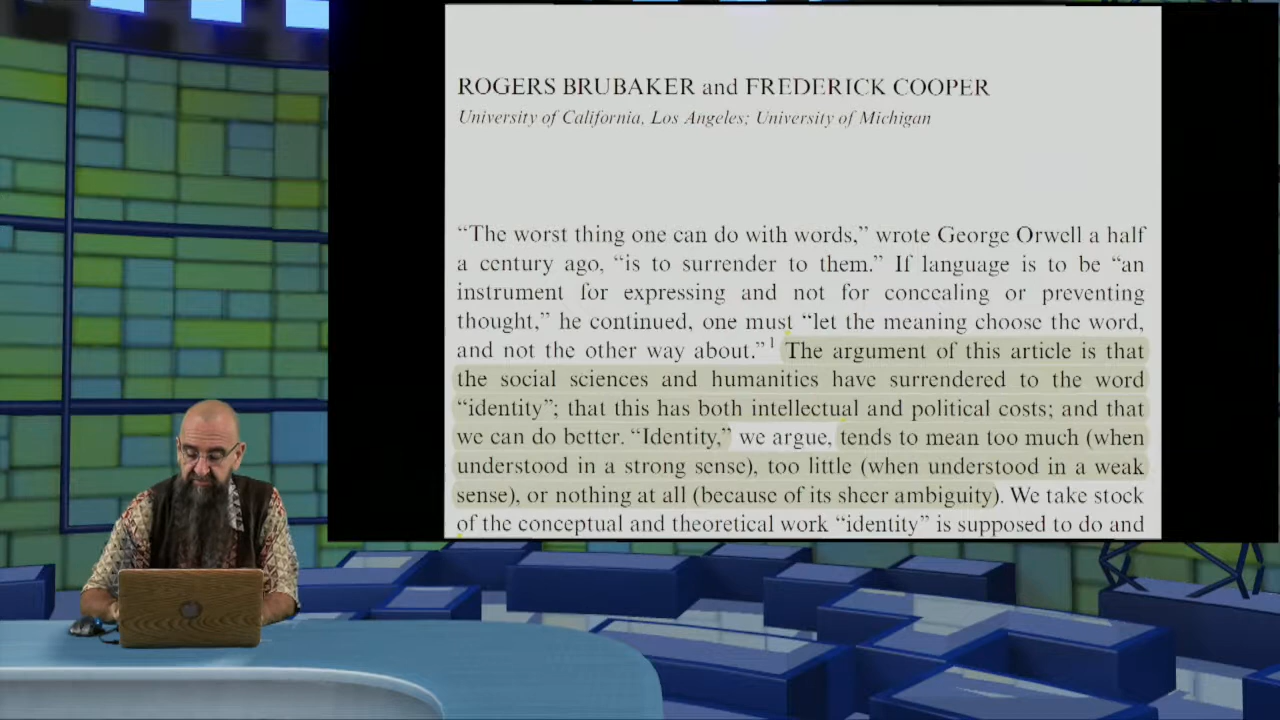 ROGERS BRUBAKER and FREDERICK COOPER
University of California, Los Angeles; University of Michigan
“The worst thing one can do with words,” wrote George Orwell a half
a century ago, “is to surrender to them.” If language is to be “an
instrument for expressing and not for concealing or preventing
thought,” he continued, one must “let the meaning choose the word,
and not the other way about.”1 The argument of this article is that
the social sciences and humanities have surrendered to the word
“identity”; that this has both intellectual and political costs; and that
we can do better. “Identity,” we argue, tends to mean too much (when
understood in a strong sense), too little (when understood in a weak
sense), or nothing at all (because of its sheer ambiguity). We take stock
of the conceptual and theoretical work “identity” is supposed to do and